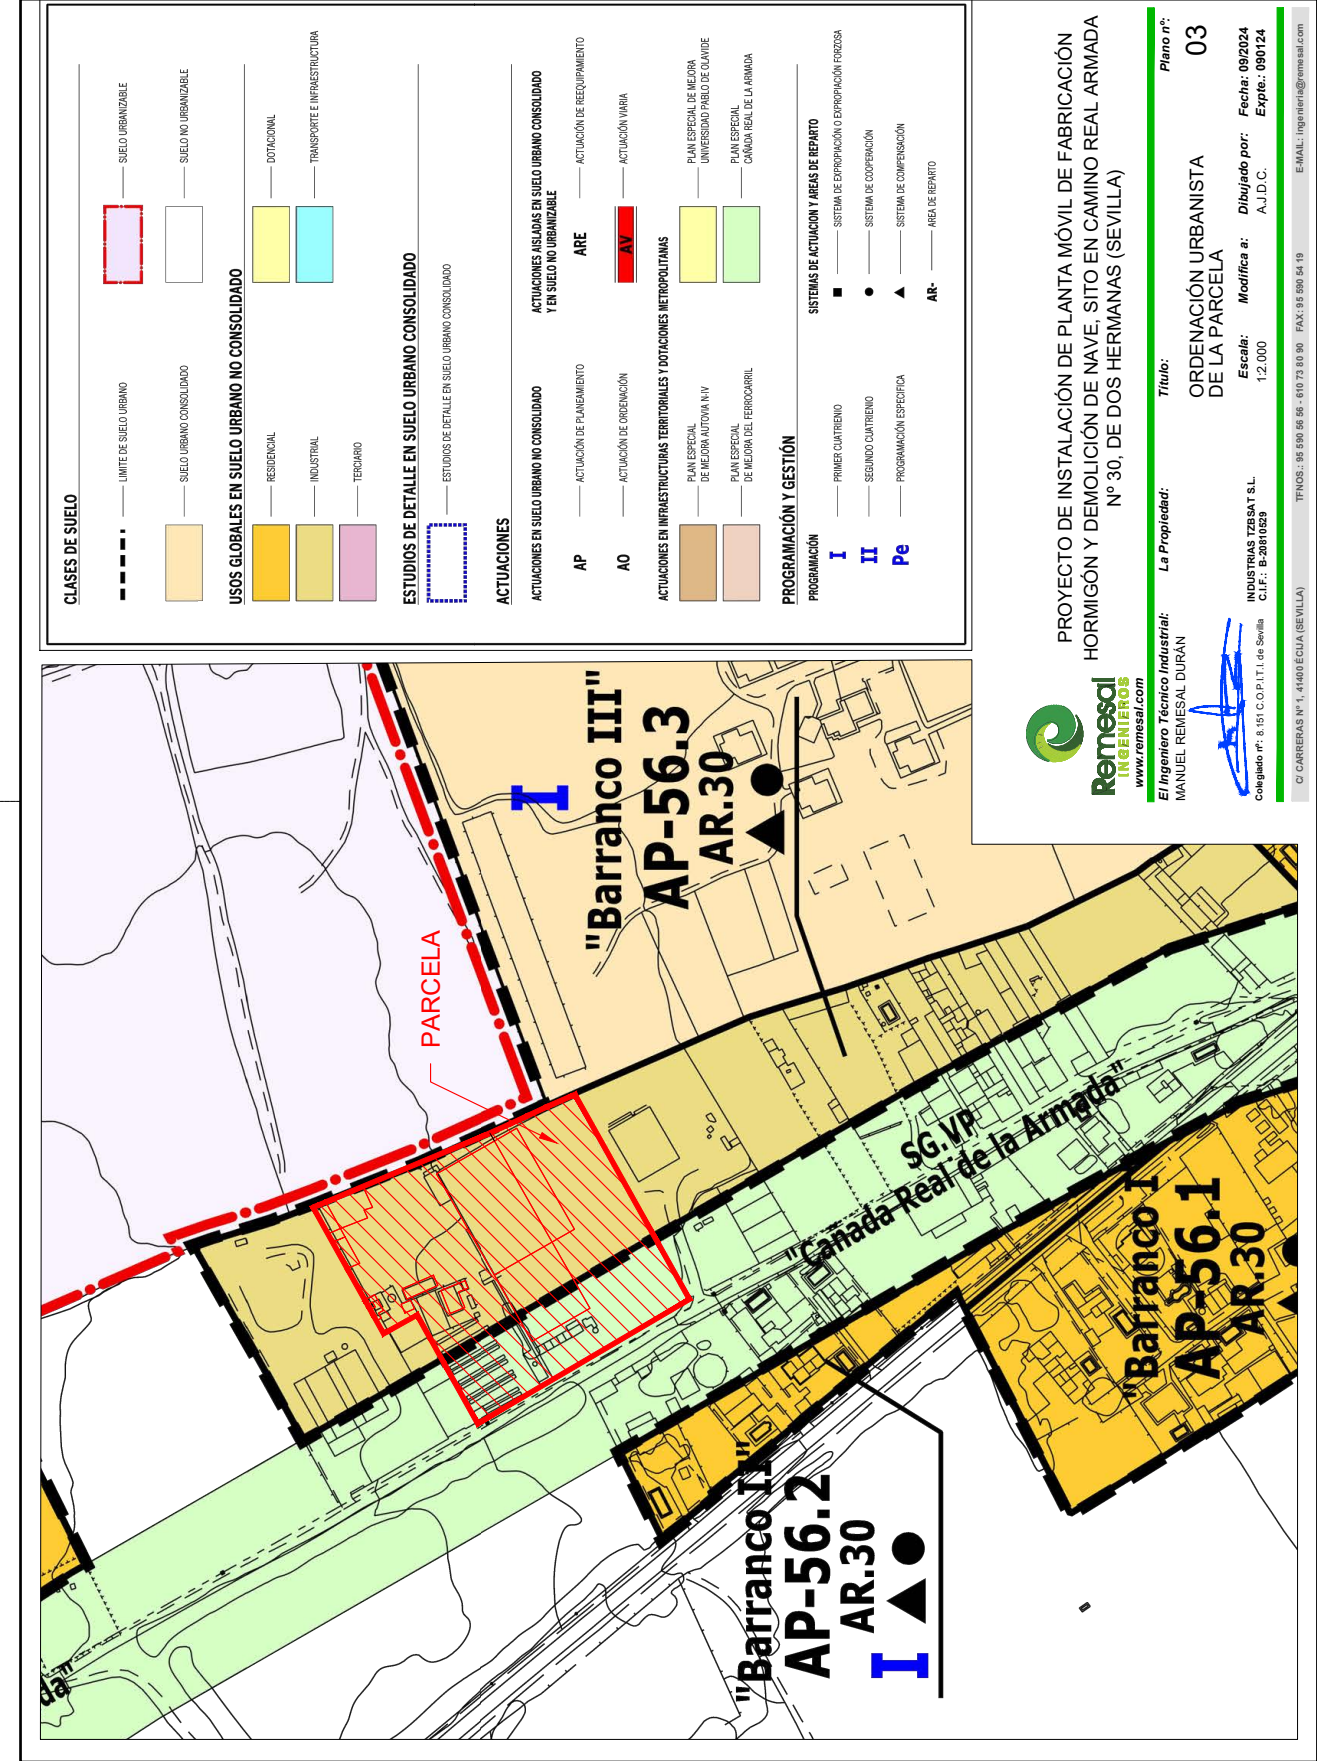 CLASES DE SUELO
LIMITE DE SUELO URBANO
SUELO URBANIZABLE
SUELO URBANO CONSOLIDADO
SUELO NO URBANIZABLE
USOS GLOBALES EN SUELO URBANO NO CONSOLIDADO
RESIDENCIAL
DOTACIONAL
INDUSTRIAL
TRANSPORTE E INFRAESTRUCTURA
TERCIARIO
ESTUDIOS DE DETALLE EN SUELO URBANO CONSOLIDADO
ESTUDIOS DE DETALLE EN SUELO URBANO CONSOLIDADO
ACTUACIONES
ACTUACIONES EN SUELO URBANO NO CONSOLIDADO
AP
ACTUACIÓN DE PLANEAMIENTO
AO
ACTUACIÓN DE ORDENACIÓN
ACTUACIONES AISLADAS EN SUELO URBANO CONSOLIDADO
Y EN SUELO NO URBANIZABLE
ARE
ACTUACIÓN DE REEQUIPAMIENTO
AV
ACTUACIÓN VIARIA
ACTUACIONES EN INFRAESTRUCTURAS TERRITORIALES Y DOTACIONES METROPOLITANAS
PLAN ESPECIAL
DE MEJORA AUTOVIA N-IV
PLAN ESPECIAL DE MEJORA
UNIVERSIDAD PABLO DE OLAVIDE
PLAN ESPECIAL
DE MEJORA DEL FERROCARRIL
PLAN ESPECIAL
CAÑADA REAL DE LA ARMADA
PROGRAMACIÓN Y GESTIÓN
PROGRAMACIÓN
I
PRIMER CUATRIENIO
II
SEGUNDO CUATRIENIO
Pe
PROGRAMACIÓN ESPECIFICA
SISTEMAS DE ACTUACION Y AREAS DE REPARTO
SISTEMA DE EXPROPIACIÓN O EXPROPIACIÓN FORZOSA
SISTEMA DE COOPERACIÓN
SISTEMA DE COMPENSACIÓN
AR-
AREA DE REPARTO
PARCELA
I
"Barranco III"
AP-56.3
AR.30
SG.VP
"Cañada Real de la Armada"
da"
"Barranco II"
AP-56.2
AR.30
I
"Barranco I
AP-56.1
AR.30
Remesal
INGENIEROS
www.remesal.com
PROYECTO DE INSTALACIÓN DE PLANTA MÓVIL DE FABRICACIÓN
HORMIGÓN Y DEMOLICIÓN DE NAVE, SITO EN CAMINO REAL ARMADA
Nº 30, DE DOS HERMANAS (SEVILLA)
El Ingeniero Técnico Industrial:
MANUEL REMESAL DURÁN
Colegiado nº: 8.151 C.O.P.I.T.I. de Sevilla
La Propiedad:
INDUSTRIAS TZBSAT S.L.
C.I.F.: B-20810529
Título:
ORDENACIÓN URBANISTA
DE LA PARCELA
Plano nº:
03
Escala:
1:2.000
Modifica a:
Dibujado por:
A.J.D.C.
Fecha: 09/2024
Expte.: 090124
C/ CARRERAS Nº 1, 41400 ÉCIJA (SEVILLA)
TFNOS.: 95 590 56 56 - 610 73 80 90 FAX: 95 590 54 19
E-MAIL: ingenieria@remesal.com